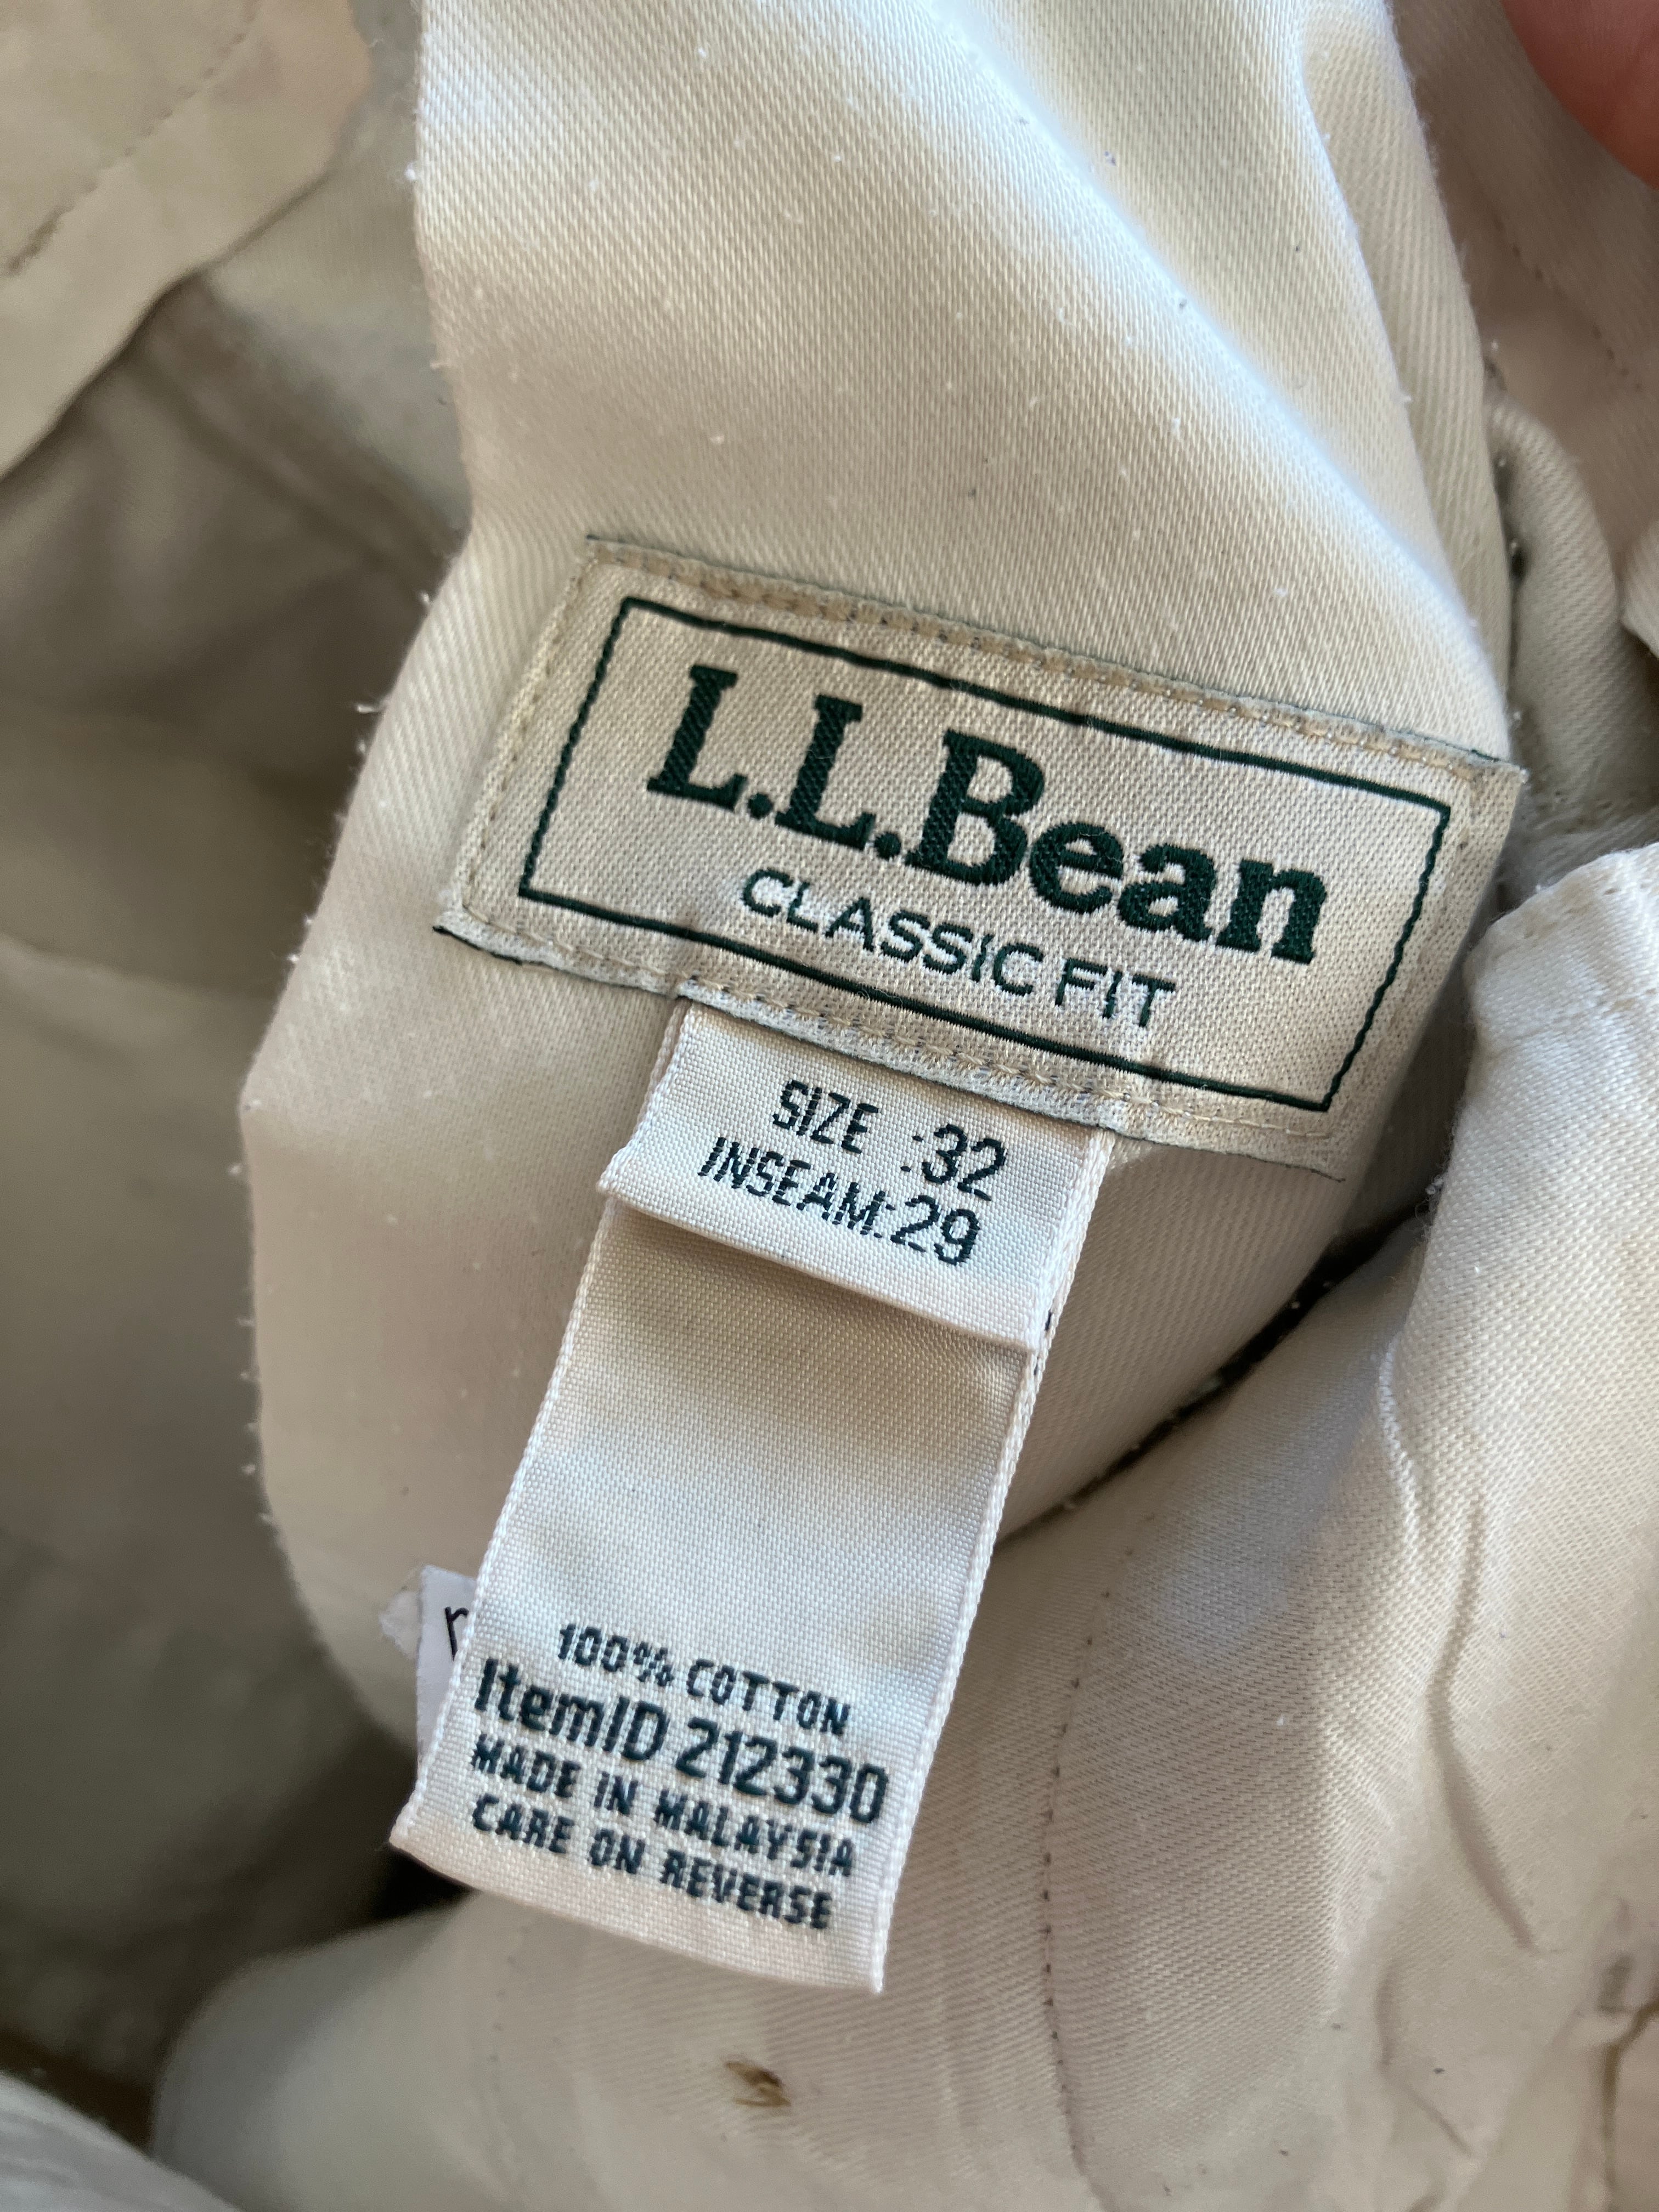 L.L.Bean
CLASSIC FIT
SIZE :32
INSEAM:29
100% COTTON
ItemID 212330
MADE IN MALAYSIA
CARE ON REVERSE